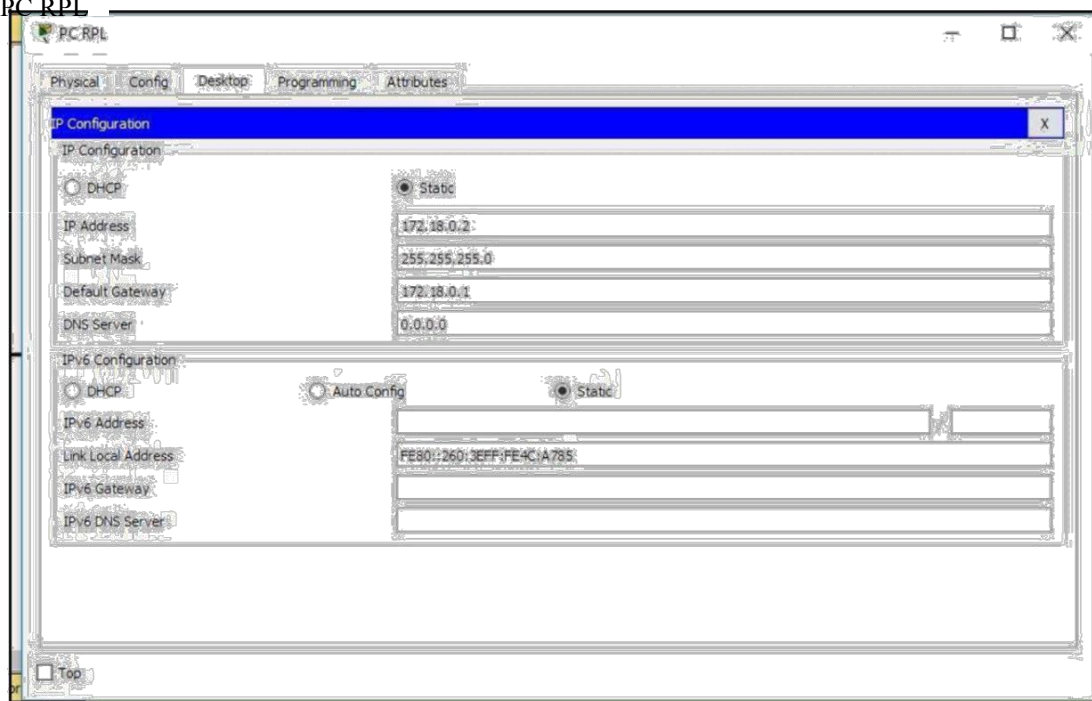 PC RPL
PC RPL
Physical Config Desktop Programming Attributes
IP Configuration X
IP Configuration
DHCP Static
IP Address 172.18.0.2
Subnet Mask 255.255.255.0
Default Gateway 172.18.0.1
DNS Server 0.0.0.0
IPv6 Configuration
DHCP Auto Config Static
IPv6 Address /
Link Local Address FE80::260:3EFF:FE4C:A785
IPv6 Gateway
IPv6 DNS Server
Top